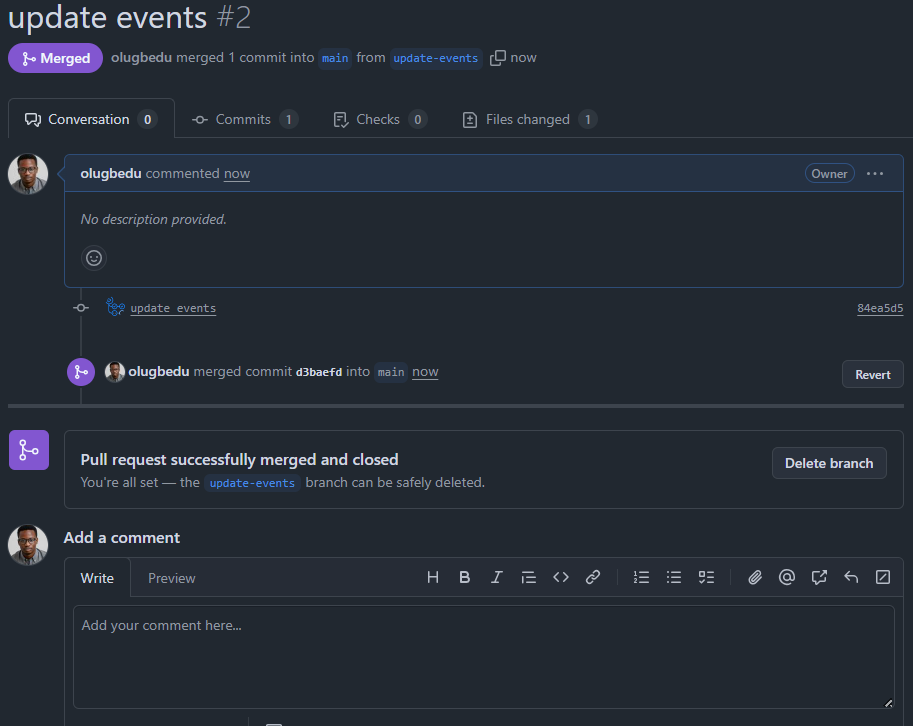 update events #2
Merged olugbedu merged 1 commit into main from update-events now
Conversation 0 Commits 1 Checks 0 Files changed 1
olugbedu commented now Owner
No description provided.
update events 84ea5d5
olugbedu merged commit d3baefd into main now Revert
Pull request successfully merged and closed
You're all set — the update-events branch can be safely deleted. Delete branch
Add a comment
Write Preview
Add your comment here...